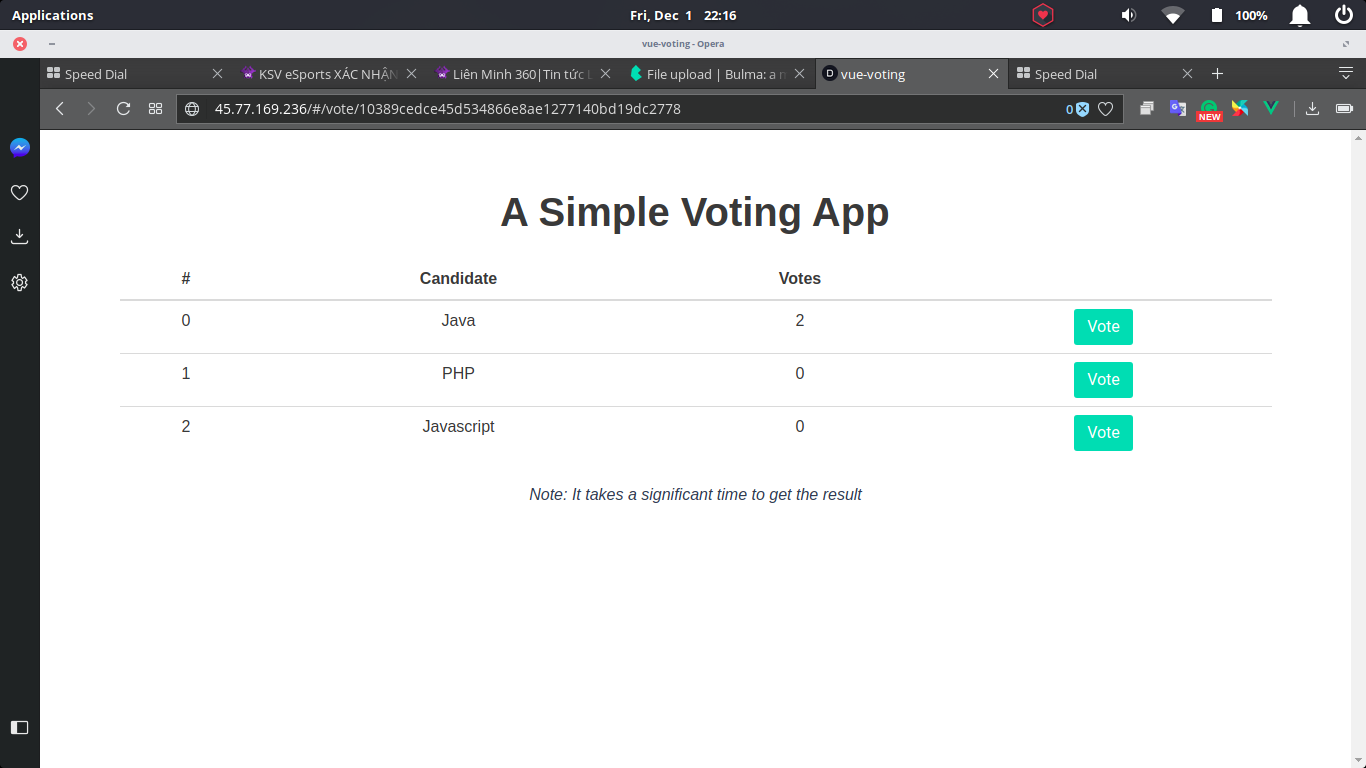 Applications Fri, Dec 1 22:16 100%
vue-voting - Opera
Speed Dial KSV eSports XÁC NHẬN Liên Minh 360|Tin tức File upload | Bulma: a vue-voting Speed Dial
45.77.169.236/#/vote/10389cedce45d534866e8ae1277140bd19dc2778 0 NEW
A Simple Voting App
# Candidate Votes
0 Java 2 Vote
1 PHP 0 Vote
2 Javascript 0 Vote
Note: It takes a significant time to get the result